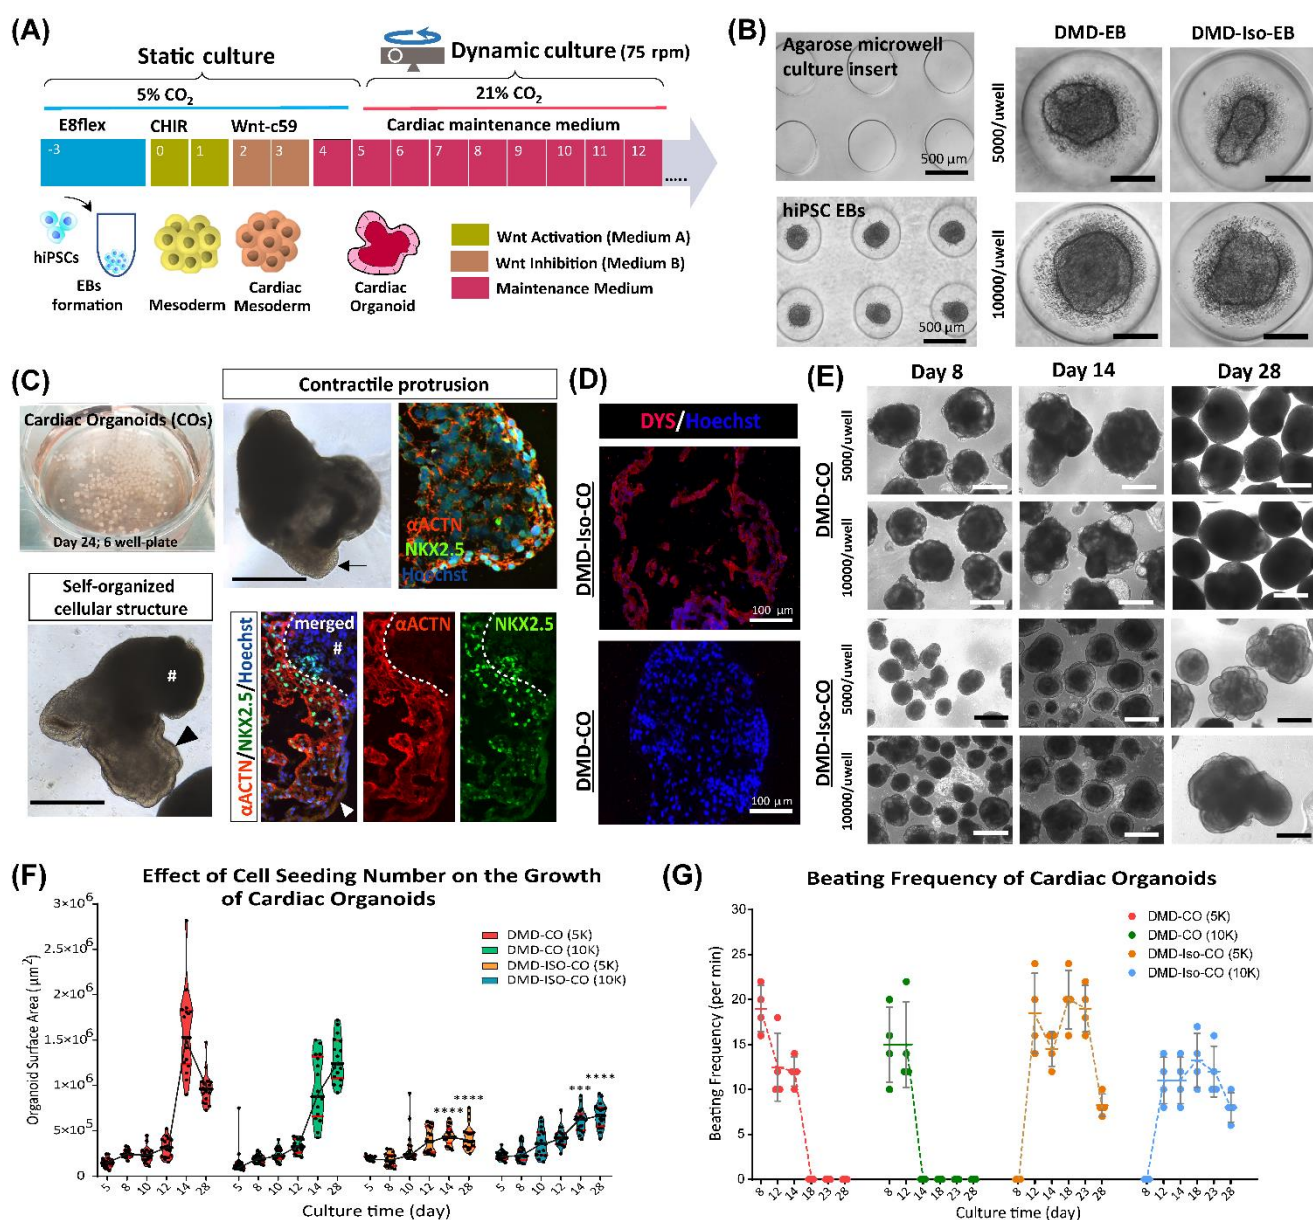 (A)
Static culture
Dynamic culture (75 rpm)
5% CO2
21% CO2
E8flex
CHIR
Wnt-c59
Cardiac maintenance medium
-3 0 1 2 3 4 5 6 7 8 9 10 11 12
.....
hiPSCs
EBs
formation
Mesoderm
Cardiac
Mesoderm
Cardiac
Organoid
Wnt Activation (Medium A)
Wnt Inhibition (Medium B)
Maintenance Medium
(B)
Agarose microwell
culture insert
500 µm
hiPSC EBs
500 µm
DMD-EB
DMD-Iso-EB
5000/uwell
10000/uwell
(C)
Cardiac Organoids (COs)
Day 24; 6 well-plate
Contractile protrusion
αACTN
NKX2.5
Hoechst
Self-organized
cellular structure
#
αACTN/NKX2.5/Hoechst
merged
#
αACTN
NKX2.5
(D)
DYS/Hoechst
DMD-Iso-CO
100 µm
DMD-CO
100 µm
(E)
Day 8
Day 14
Day 28
DMD-CO
5000/uwell
10000/uwell
DMD-Iso-CO
5000/uwell
10000/uwell
(F)
Effect of Cell Seeding Number on the Growth
of Cardiac Organoids
Organoid Surface Area (µm2)
3×106
2.5×106
2×106
1.5×106
1×106
5×105
0
DMD-CO (5K)
DMD-CO (10K)
DMD-ISO-CO (5K)
DMD-ISO-CO (10K)
**** **** *** ****
5 8 10 12 14 28 5 8 10 12 14 28 5 8 10 12 14 28 5 8 10 12 14 28
Culture time (day)
(G)
Beating Frequency of Cardiac Organoids
Beating Frequency (per min)
30
25
20
15
10
5
0
DMD-CO (5K)
DMD-CO (10K)
DMD-Iso-CO (5K)
DMD-Iso-CO (10K)
8 12 14 18 23 28 8 12 14 18 23 28 8 12 14 18 23 28 8 12 14 18 23 28
Culture time (day)